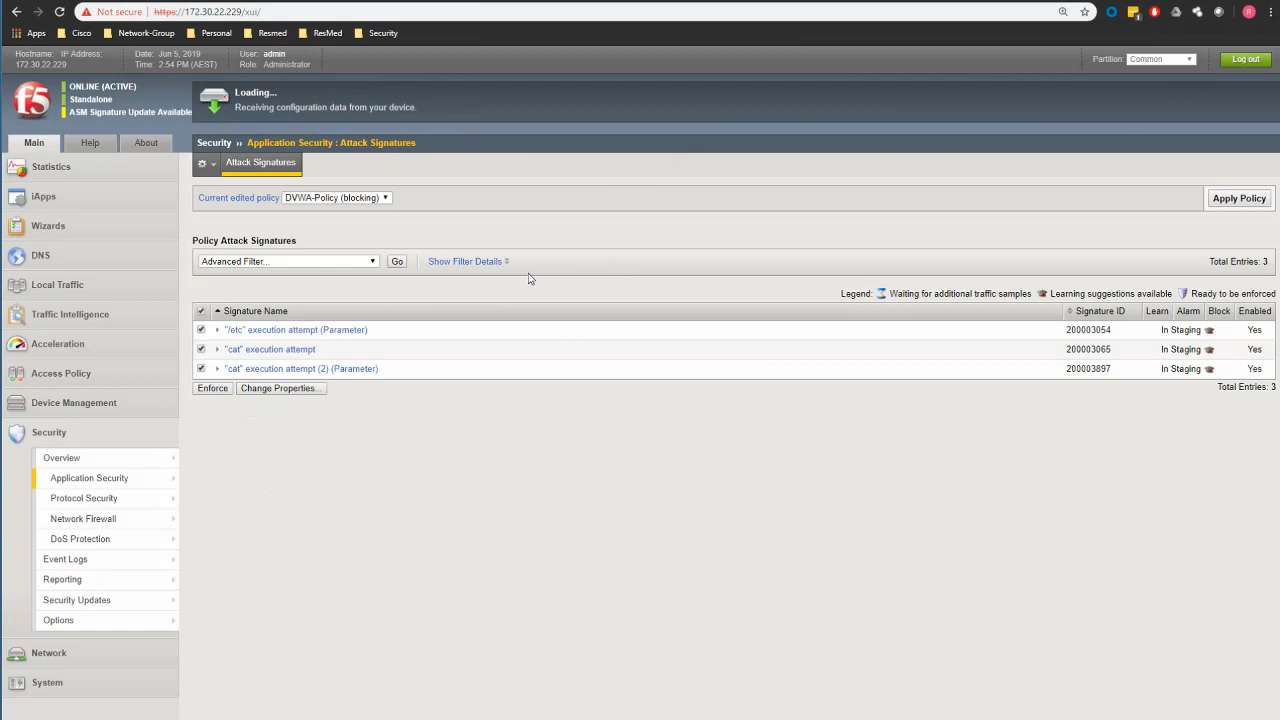 Not secure https://172.30.22.229/xui/
Apps Cisco Network-Group Personal Resmed ResMed Security
Hostname: IP Address: Date: Jun 5, 2019 User: admin
172.30.22.229 Time: 2:54 PM (AEST) Role: Administrator
Partition: Common Log out
f5
ONLINE (ACTIVE)
Standalone
ASM Signature Update Available
Loading...
Receiving configuration data from your device.
Main Help About
Security » Application Security : Attack Signatures
Attack Signatures
Statistics
iApps
Wizards
DNS
Local Traffic
Traffic Intelligence
Acceleration
Access Policy
Device Management
Security
Overview
Application Security
Protocol Security
Network Firewall
DoS Protection
Event Logs
Reporting
Security Updates
Options
Network
System
Current edited policy DVWA-Policy (blocking) Apply Policy
Policy Attack Signatures
Advanced Filter... Go Show Filter Details Total Entries: 3
Legend: Waiting for additional traffic samples Learning suggestions available Ready to be enforced
Signature Name Signature ID Learn Alarm Block Enabled
"/etc" execution attempt (Parameter) 200003054 In Staging Yes
"cat" execution attempt 200003065 In Staging Yes
"cat" execution attempt (2) (Parameter) 200003897 In Staging Yes
Enforce Change Properties... Total Entries: 3